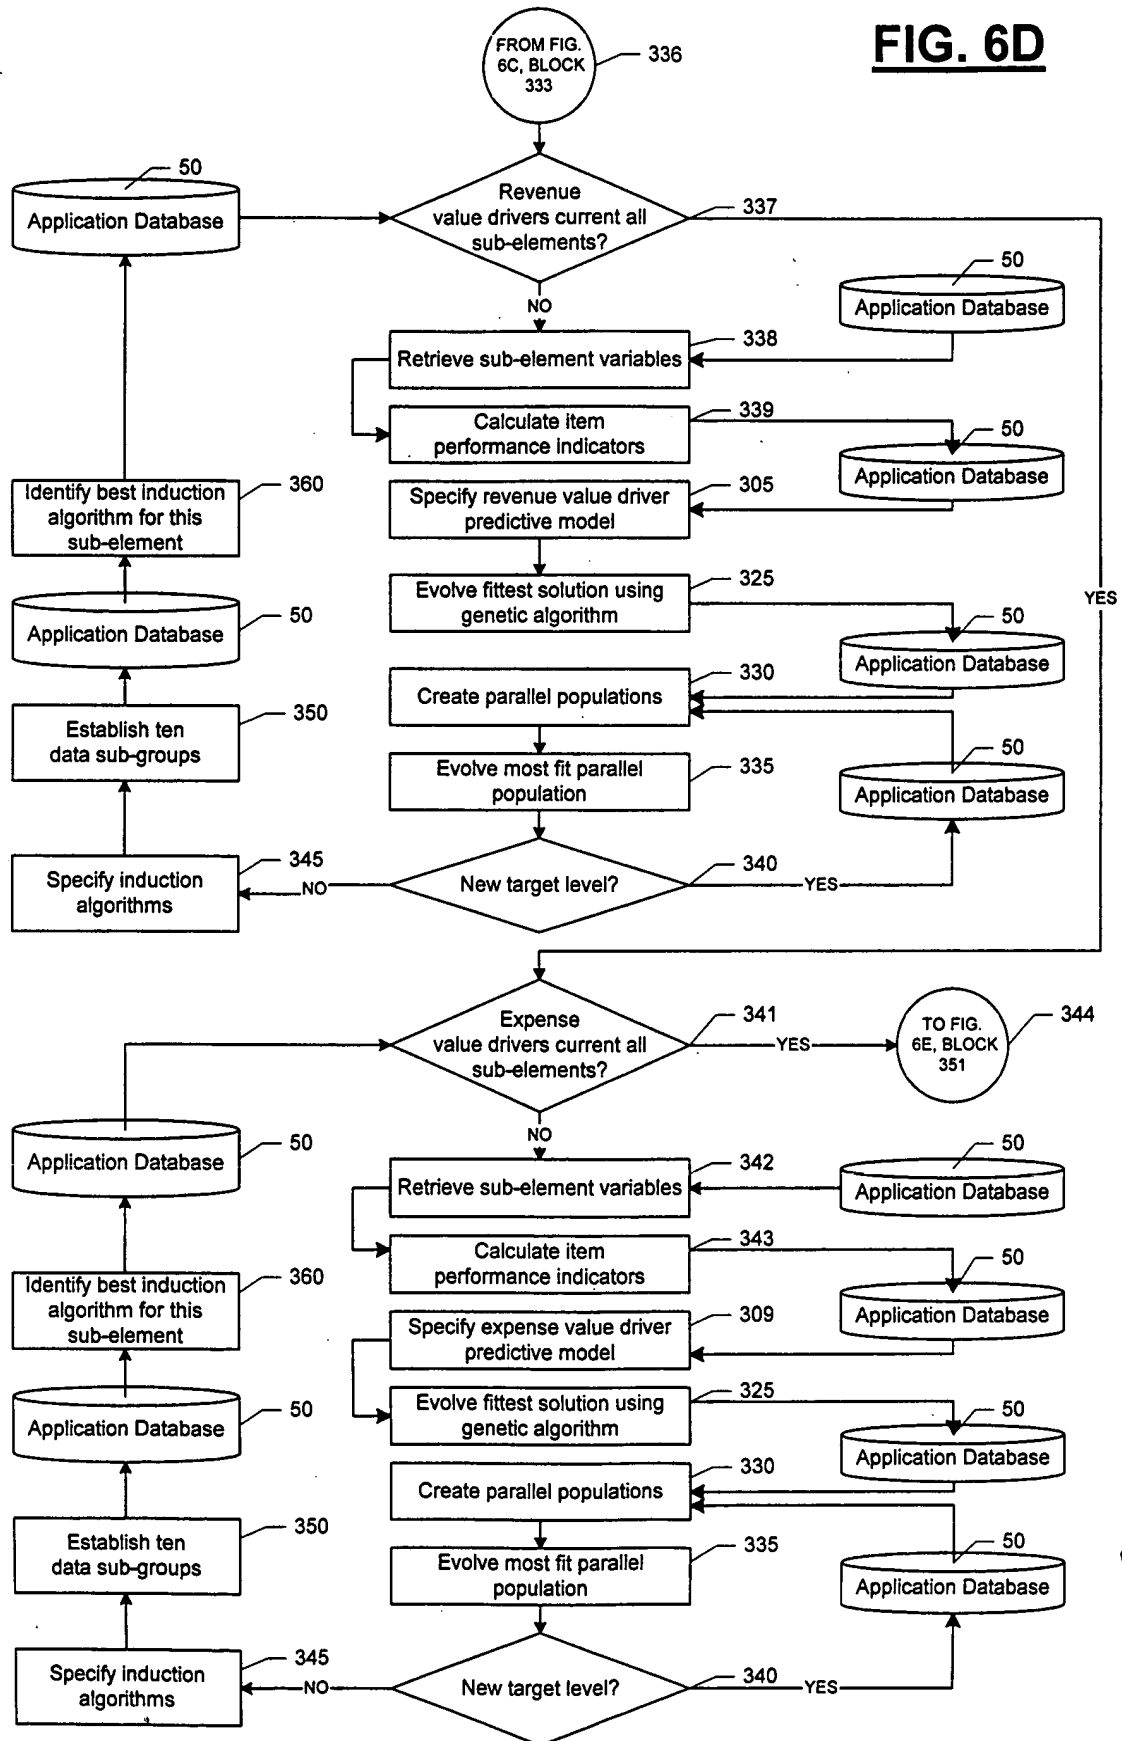 FIG. 6D
FROM FIG.
6C, BLOCK
333
336
50
Application Database
Revenue
value drivers current all
sub-elements?
337
NO
50
Application Database
Retrieve sub-element variables
338
Calculate item
performance indicators
339
50
Application Database
Identify best induction
algorithm for this
sub-element
360
Specify revenue value driver
predictive model
305
Evolve fittest solution using
genetic algorithm
325
YES
Application Database
50
50
Application Database
Create parallel populations
330
Establish ten
data sub-groups
350
Evolve most fit parallel
population
335
50
Application Database
Specify induction
algorithms
345
NO
New target level?
340
YES
Expense
value drivers current all
sub-elements?
341
YES
TO FIG.
6E, BLOCK
351
344
NO
Application Database
50
Retrieve sub-element variables
342
50
Application Database
Calculate item
performance indicators
343
50
Application Database
Identify best induction
algorithm for this
sub-element
360
Specify expense value driver
predictive model
309
Evolve fittest solution using
genetic algorithm
325
Application Database
50
50
Application Database
Create parallel populations
330
Establish ten
data sub-groups
350
Evolve most fit parallel
population
335
50
Application Database
Specify induction
algorithms
345
NO
New target level?
340
YES